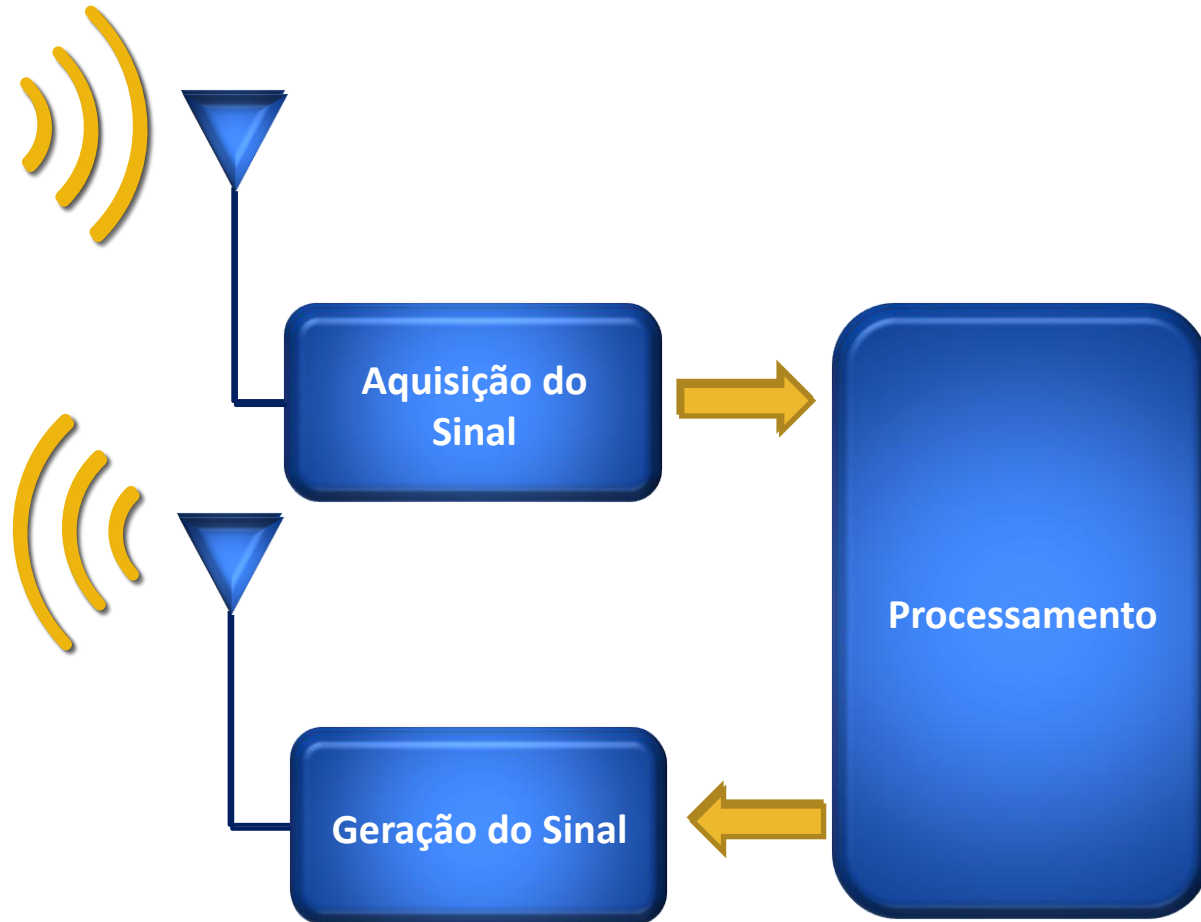 Aquisição do
Sinal
Processamento
Geração do Sinal